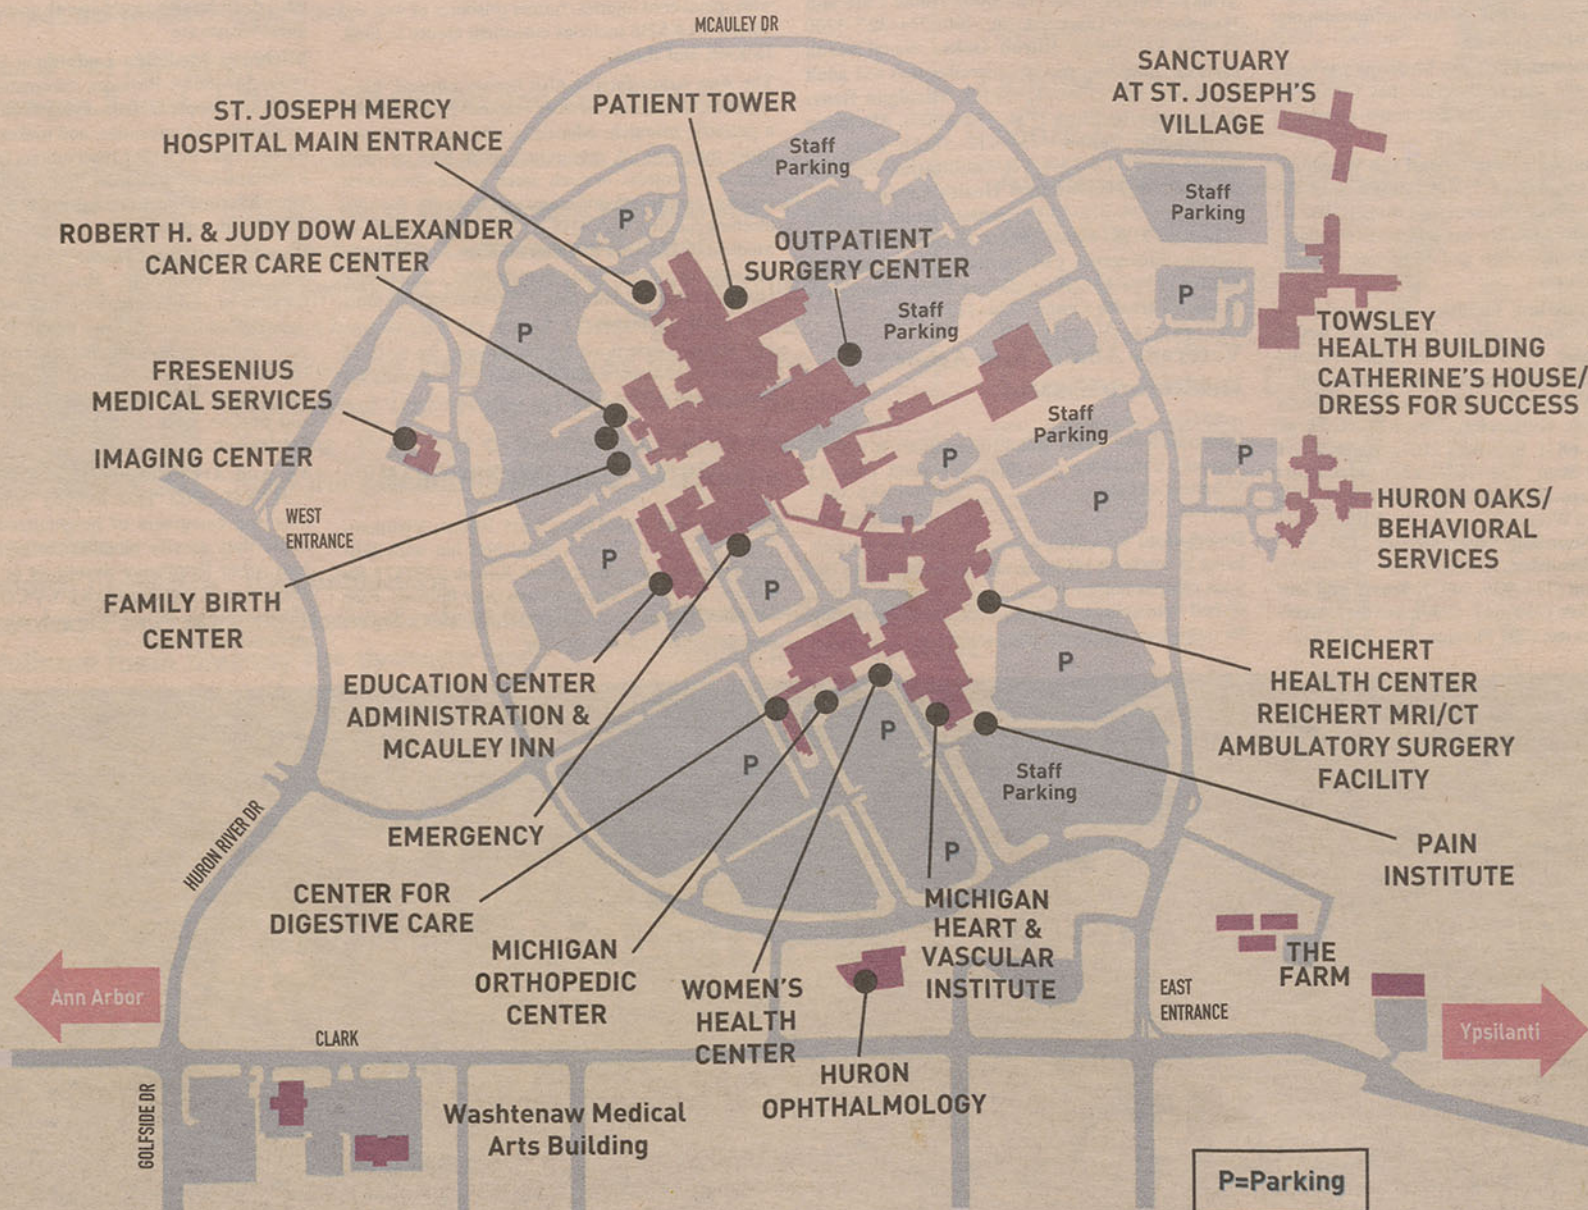 MCAULEY DR
SANCTUARY
AT ST. JOSEPH'S
VILLAGE
ST. JOSEPH MERCY
HOSPITAL MAIN ENTRANCE
PATIENT TOWER
Staff
Parking
Staff
Parking
P
ROBERT H. & JUDY DOW ALEXANDER
CANCER CARE CENTER
OUTPATIENT
SURGERY CENTER
P
P
Staff
Parking
TOWSLEY
HEALTH BUILDING
CATHERINE'S HOUSE/
DRESS FOR SUCCESS
FRESENIUS
MEDICAL SERVICES
Staff
Parking
IMAGING CENTER
P
P
P
HURON OAKS/
BEHAVIORAL
SERVICES
WEST
ENTRANCE
P
P
FAMILY BIRTH
CENTER
REICHERT
HEALTH CENTER
REICHERT MRI/CT
AMBULATORY SURGERY
FACILITY
P
EDUCATION CENTER
ADMINISTRATION &
MCAULEY INN
P
P
Staff
Parking
HURON RIVER DR
EMERGENCY
P
PAIN
INSTITUTE
CENTER FOR
DIGESTIVE CARE
MICHIGAN
HEART &
VASCULAR
INSTITUTE
MICHIGAN
ORTHOPEDIC
CENTER
WOMEN'S
HEALTH
CENTER
THE
FARM
EAST
ENTRANCE
Ann Arbor
Ypsilanti
CLARK
HURON
OPHTHALMOLOGY
GOLFSIDE DR
Washtenaw Medical
Arts Building
P=Parking